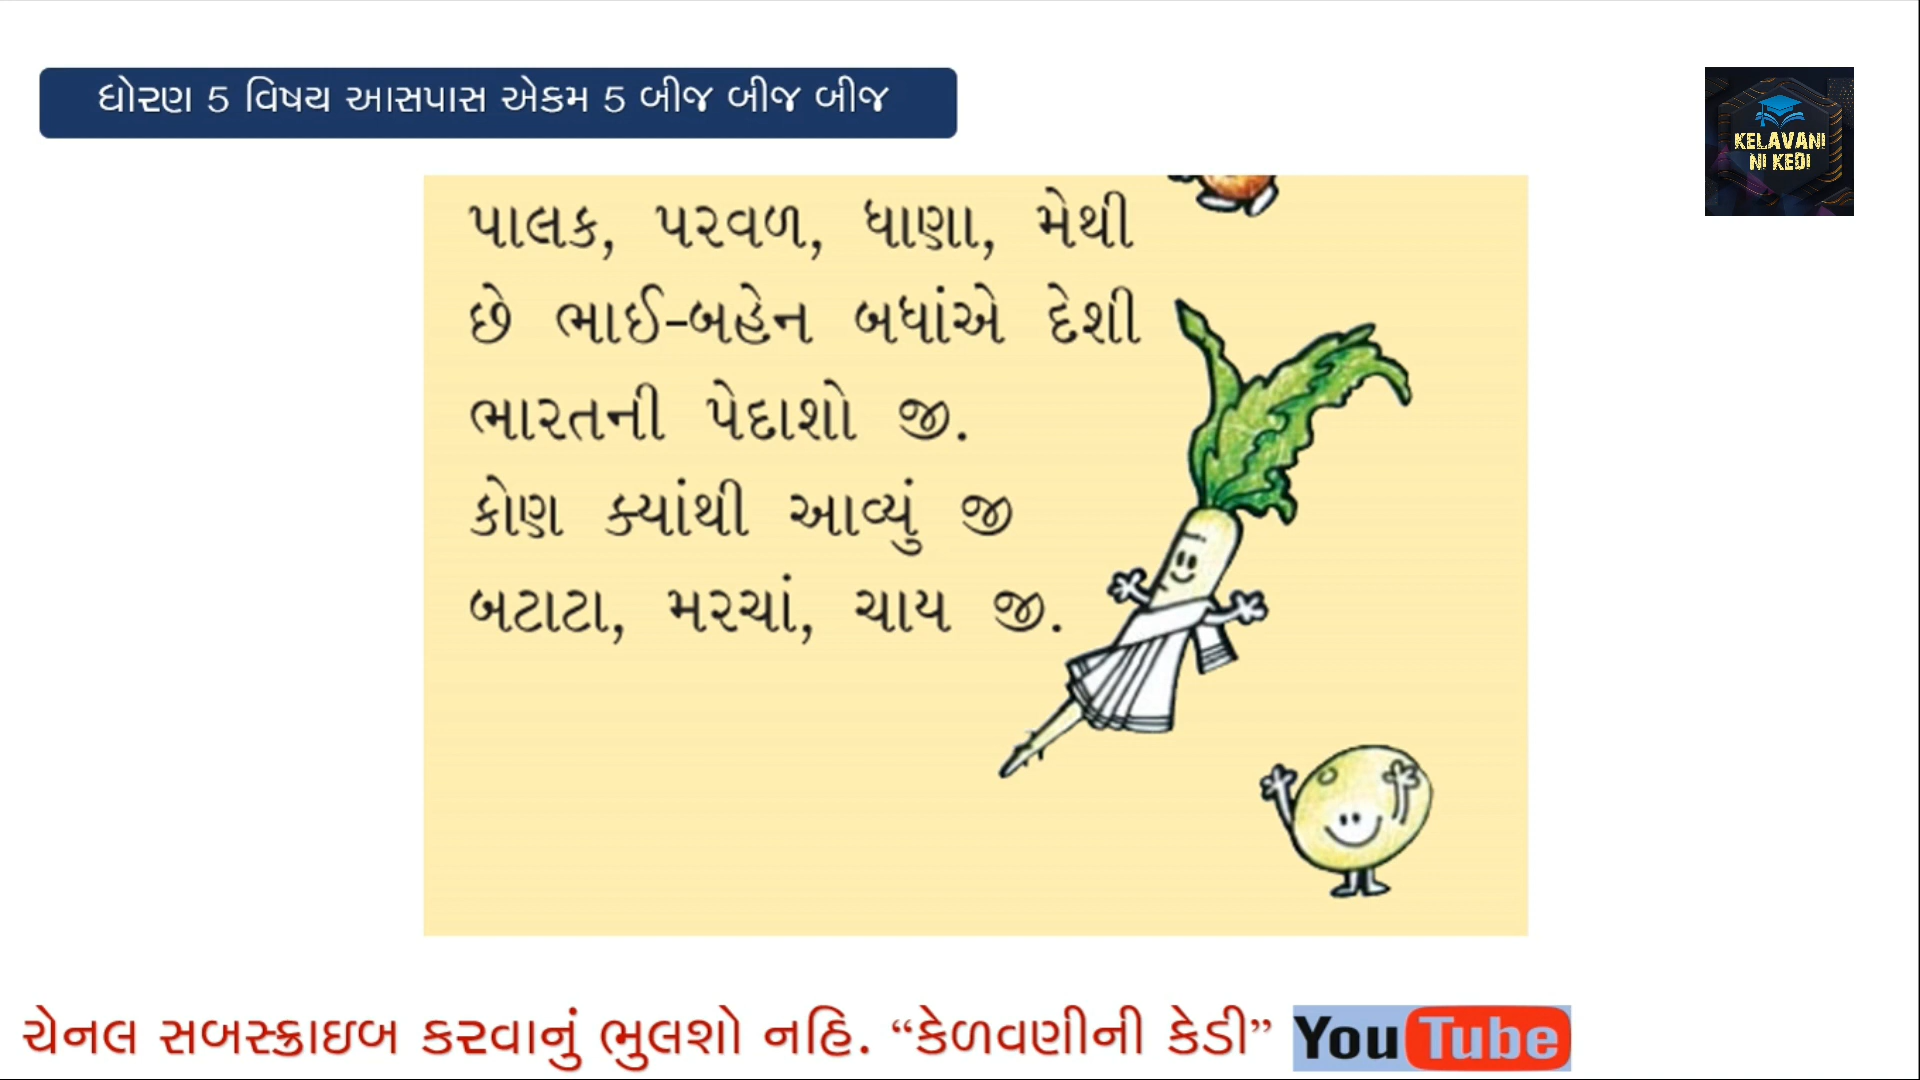 ધોરણ 5 વિષય આસપાસ એકમ 5 બીજ બીજ બીજ
KELAVANI
NI KEDI
પાલક, પરવળ, ધાણા, મેથી
છે ભાઈ-બહેન બધાંએ દેશી
ભારતની પેદાશો જી.
કોણ ક્યાંથી આવ્યું જી
બટાટા, મરચાં, ચાય જી.
ચેનલ સબસ્ક્રાઇબ કરવાનું ભુલશો નહિ. “કેળવણીની કેડી” YouTube